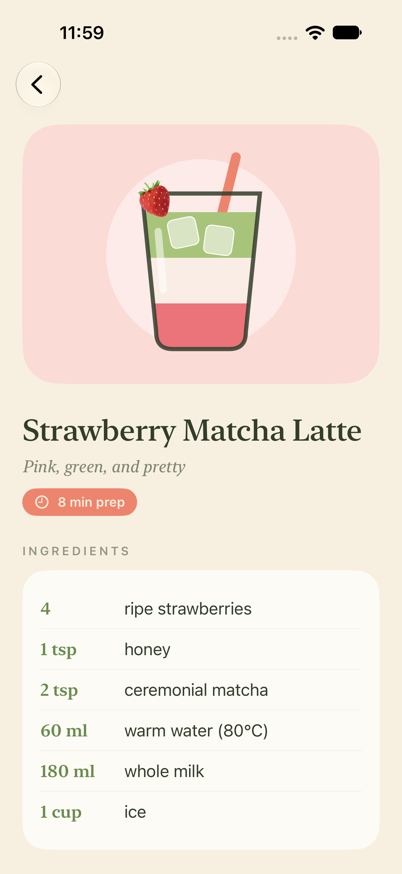 11:59
Strawberry Matcha Latte
Pink, green, and pretty
8 min prep
INGREDIENTS
4 ripe strawberries
1 tsp honey
2 tsp ceremonial matcha
60 ml warm water (80°C)
180 ml whole milk
1 cup ice